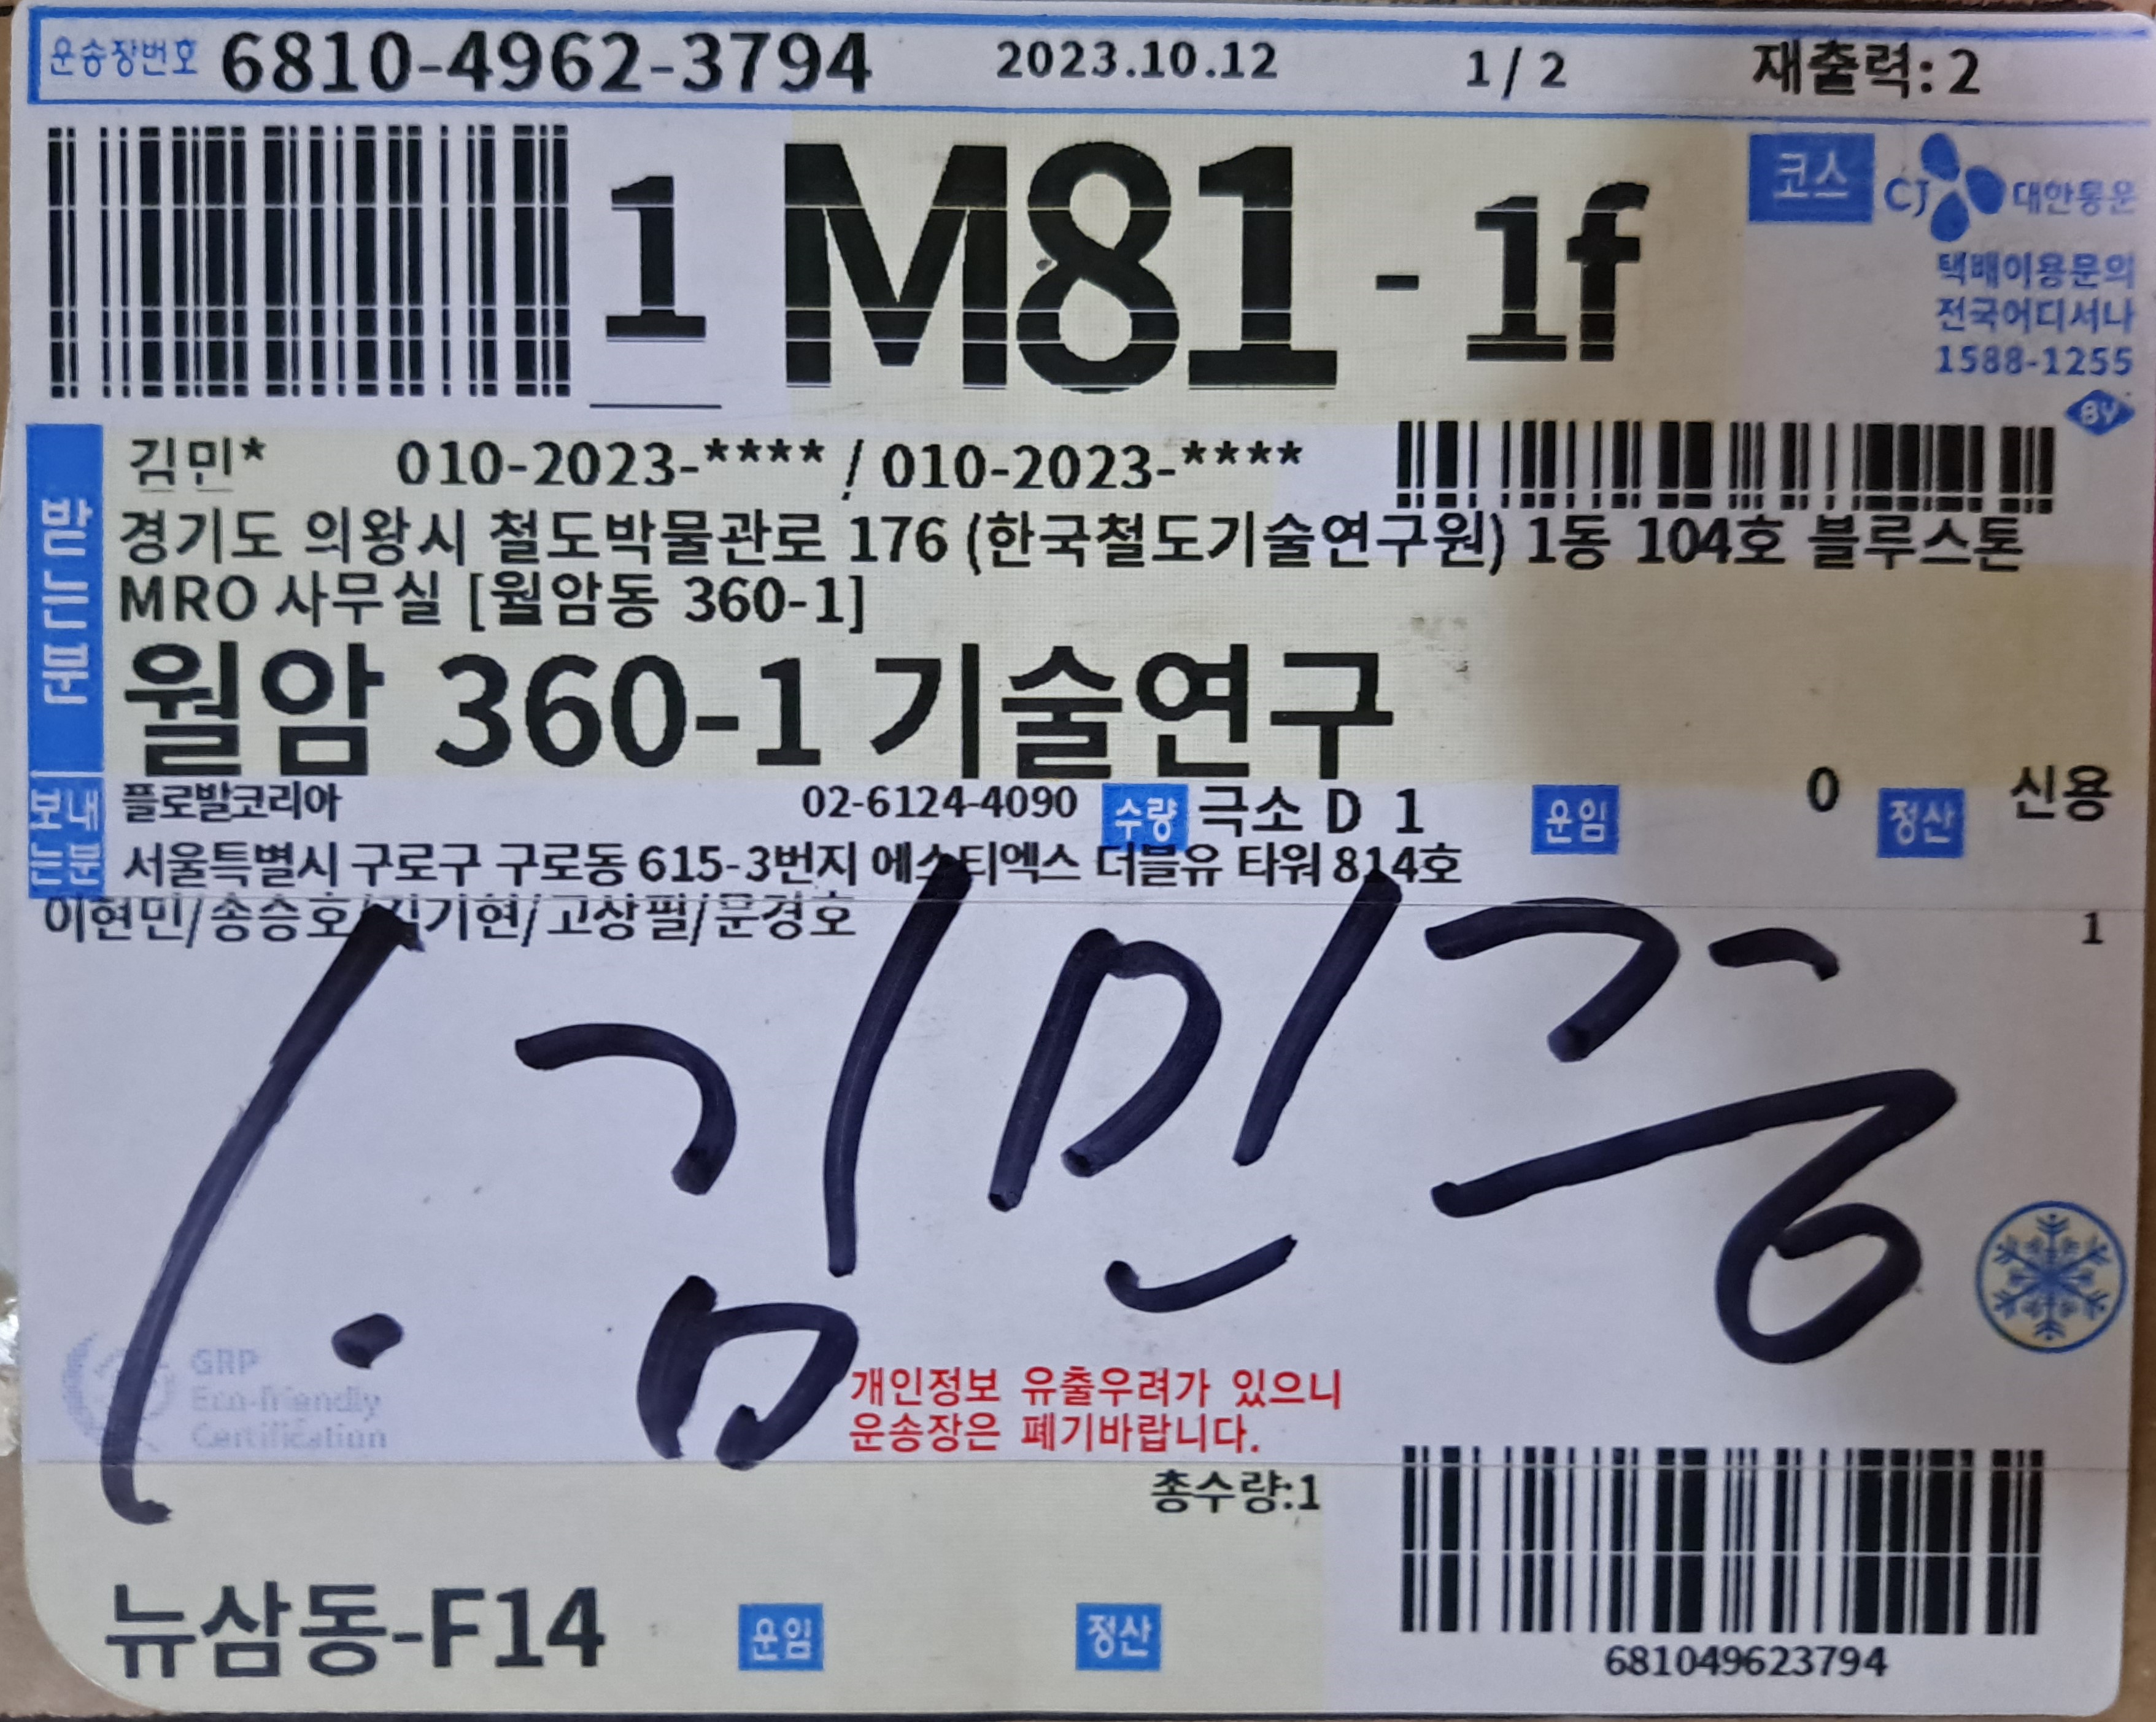 운송장번호 6810-4962-3794 2023.10.12 1/2 재출력: 2
1 M81 - 1f 코스 CJ 대한통운
택배이용문의
전국어디서나
1588-1255
BY
받는분 김민* 010-2023-**** / 010-2023-****
경기도 의왕시 철도박물관로 176 (한국철도기술연구원) 1동 104호 블루스톤
MRO 사무실 [월암동 360-1]
월암 360-1 기술연구
보내는분 플로발코리아 02-6124-4090 수량 극소 D 1 운임 0 정산 신용
서울특별시 구로구 구로동 615-3번지 에스티엑스 더블유 타워 814호
이현민/송승호/김기현/고상필/문경호 1
김민
GRP
Eco-friendly
Certification
개인정보 유출우려가 있으니
운송장은 폐기바랍니다.
총수량:1
뉴삼동-F14 운임 정산
681049623794